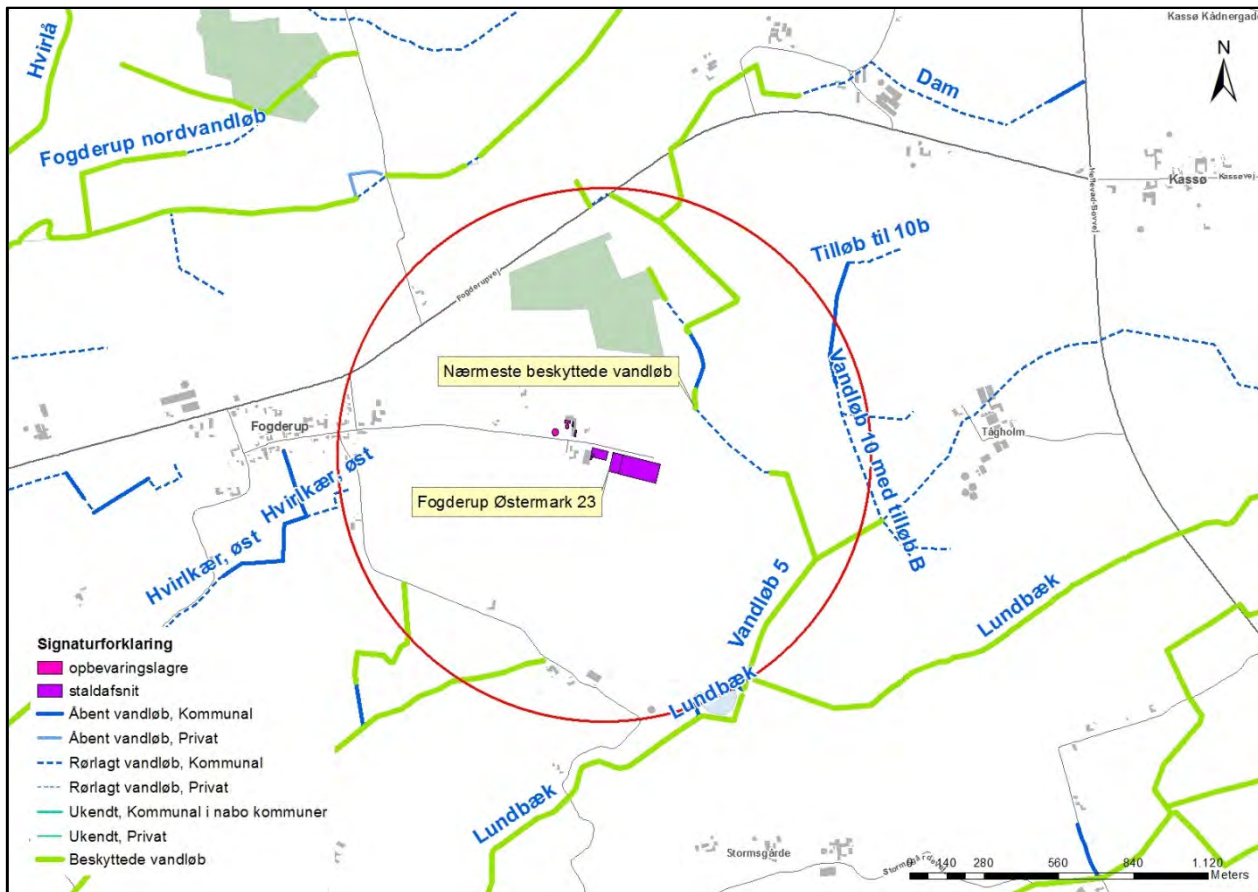 Kassø Kådnergade
N
Hvirlå
Dam
Fogderup nordvandløb
Kassø
Kassøvej
Tilløb til 10b
Fogderupvej
Nærmeste beskyttede vandløb
Vandløb 10 med tilløb B
Fogderup
Tågholm
Hvirlkær, øst
Fogderup Østermark 23
Hvirlkær, øst
Vandløb 5
Lundbæk
Lundbæk
Lundbæk
Signaturforklaring
opbevaringslagre
staldafsnit
Åbent vandløb, Kommunal
Åbent vandløb, Privat
Rørlagt vandløb, Kommunal
Rørlagt vandløb, Privat
Ukendt, Kommunal i nabo kommuner
Ukendt, Privat
Beskyttede vandløb
Stormsgårde
0 140 280 560 840 1.120
Meters